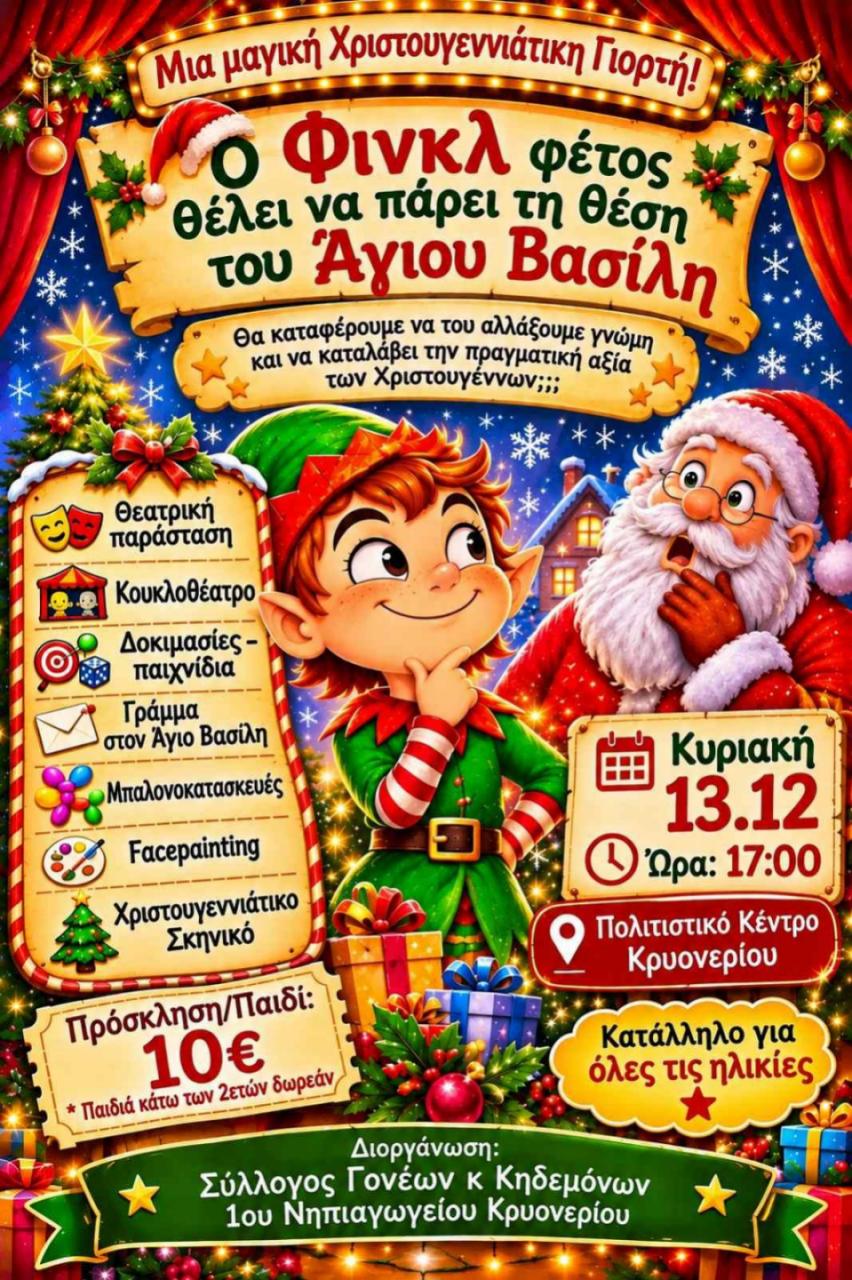 Μια μαγική Χριστουγεννιάτικη Γιορτή!
Ο Φινκλ φέτος
θέλει να πάρει τη θέση
του Άγιου Βασίλη
Θα καταφέρουμε να του αλλάξουμε γνώμη
και να καταλάβει την πραγματική αξία
των Χριστουγέννων;;;
Θεατρική
παράσταση
Κουκλοθέατρο
Δοκιμασίες –
παιχνίδια
Γράμμα
στον Άγιο Βασίλη
Μπαλονοκατασκευές
Facepainting
Χριστουγεννιάτικο
Σκηνικό
Κυριακή
13.12
Ώρα: 17:00
Πολιτιστικό Κέντρο
Κρυονερίου
Πρόσκληση/Παιδί:
10€
* Παιδιά κάτω των 2ετών δωρεάν
Κατάλληλο για
όλες τις ηλικίες
Διοργάνωση:
Σύλλογος Γονέων κ Κηδεμόνων
1ου Νηπιαγωγείου Κρυονερίου